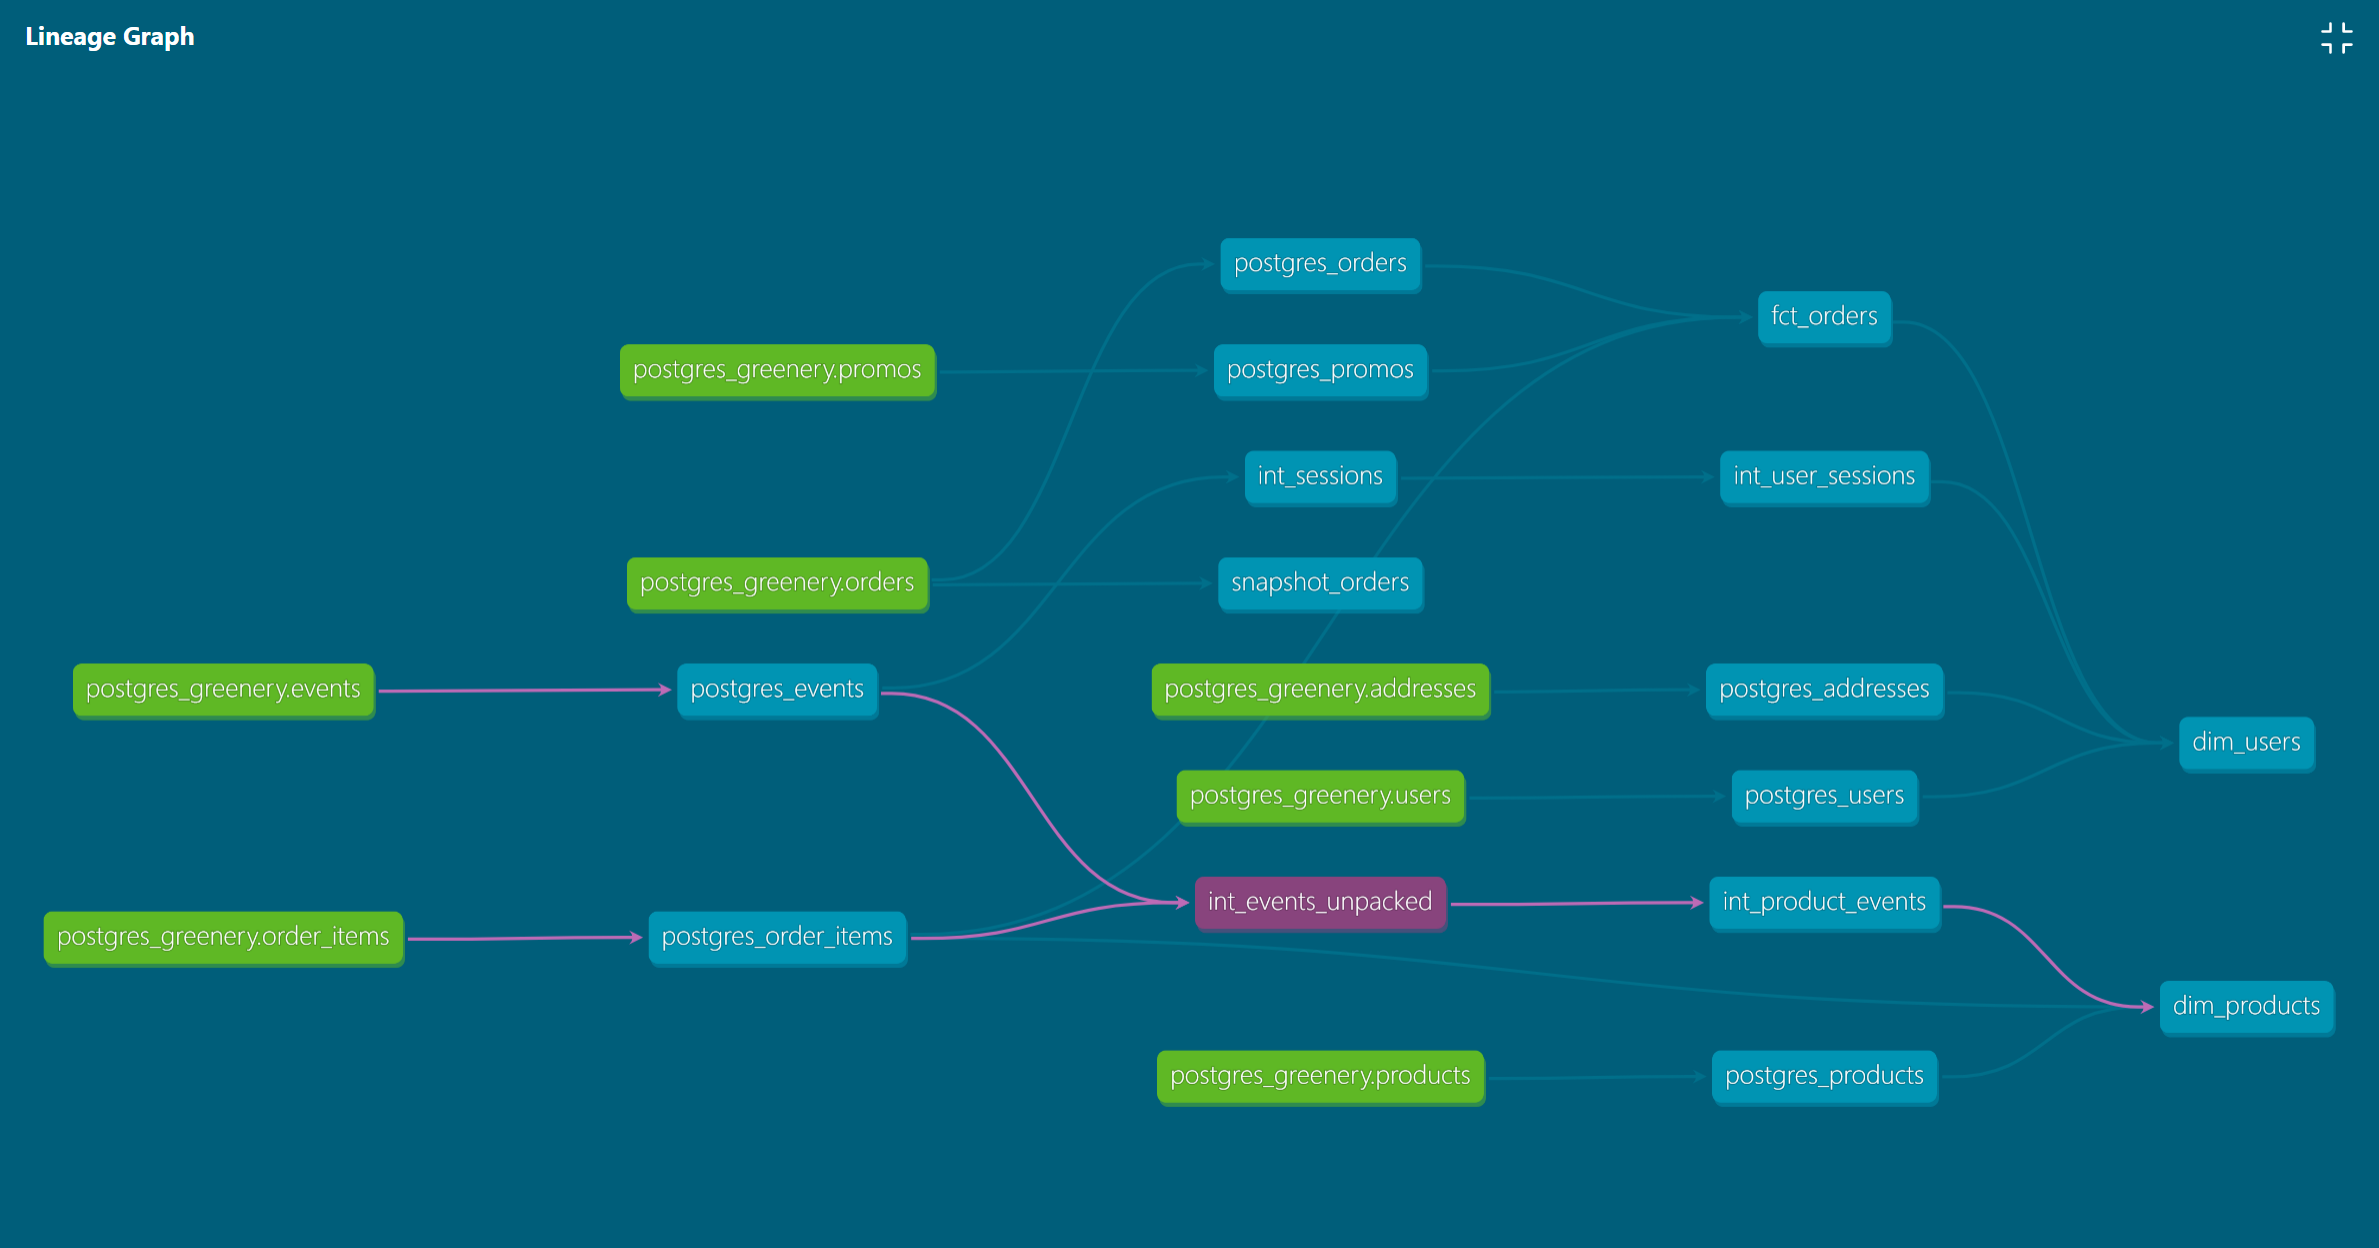 Lineage Graph
postgres_orders
fct_orders
postgres_greenery.promos
postgres_promos
int_sessions
int_user_sessions
postgres_greenery.orders
snapshot_orders
postgres_greenery.events
postgres_events
postgres_greenery.addresses
postgres_addresses
dim_users
postgres_greenery.users
postgres_users
int_events_unpacked
int_product_events
postgres_greenery.order_items
postgres_order_items
dim_products
postgres_greenery.products
postgres_products